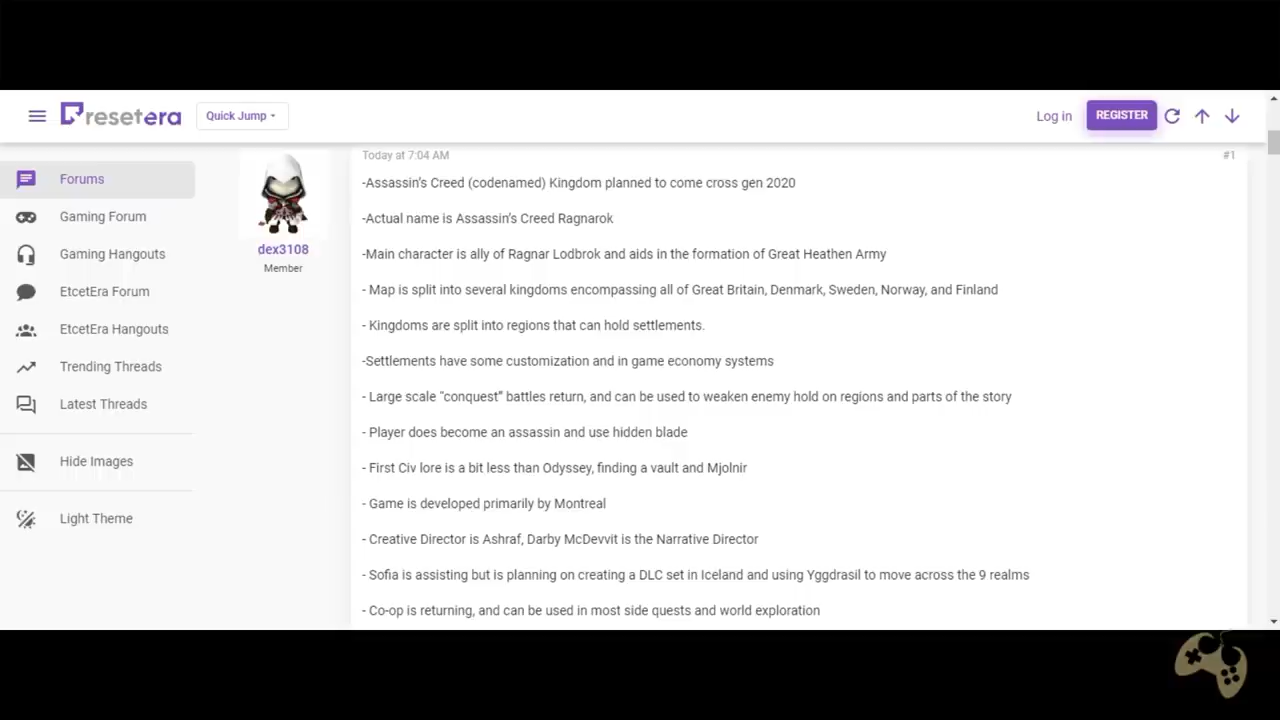 resetera
Quick Jump
Log in
REGISTER
Forums
Gaming Forum
Gaming Hangouts
EtcetEra Forum
EtcetEra Hangouts
Trending Threads
Latest Threads
Hide Images
Light Theme
dex3108
Member
Today at 7:04 AM
#1
-Assassin's Creed (codenamed) Kingdom planned to come cross gen 2020
-Actual name is Assassin's Creed Ragnarok
-Main character is ally of Ragnar Lodbrok and aids in the formation of Great Heathen Army
- Map is split into several kingdoms encompassing all of Great Britain, Denmark, Sweden, Norway, and Finland
- Kingdoms are split into regions that can hold settlements.
-Settlements have some customization and in game economy systems
- Large scale "conquest" battles return, and can be used to weaken enemy hold on regions and parts of the story
- Player does become an assassin and use hidden blade
- First Civ lore is a bit less than Odyssey, finding a vault and Mjolnir
- Game is developed primarily by Montreal
- Creative Director is Ashraf, Darby McDevvit is the Narrative Director
- Sofia is assisting but is planning on creating a DLC set in Iceland and using Yggdrasil to move across the 9 realms
- Co-op is returning, and can be used in most side quests and world exploration